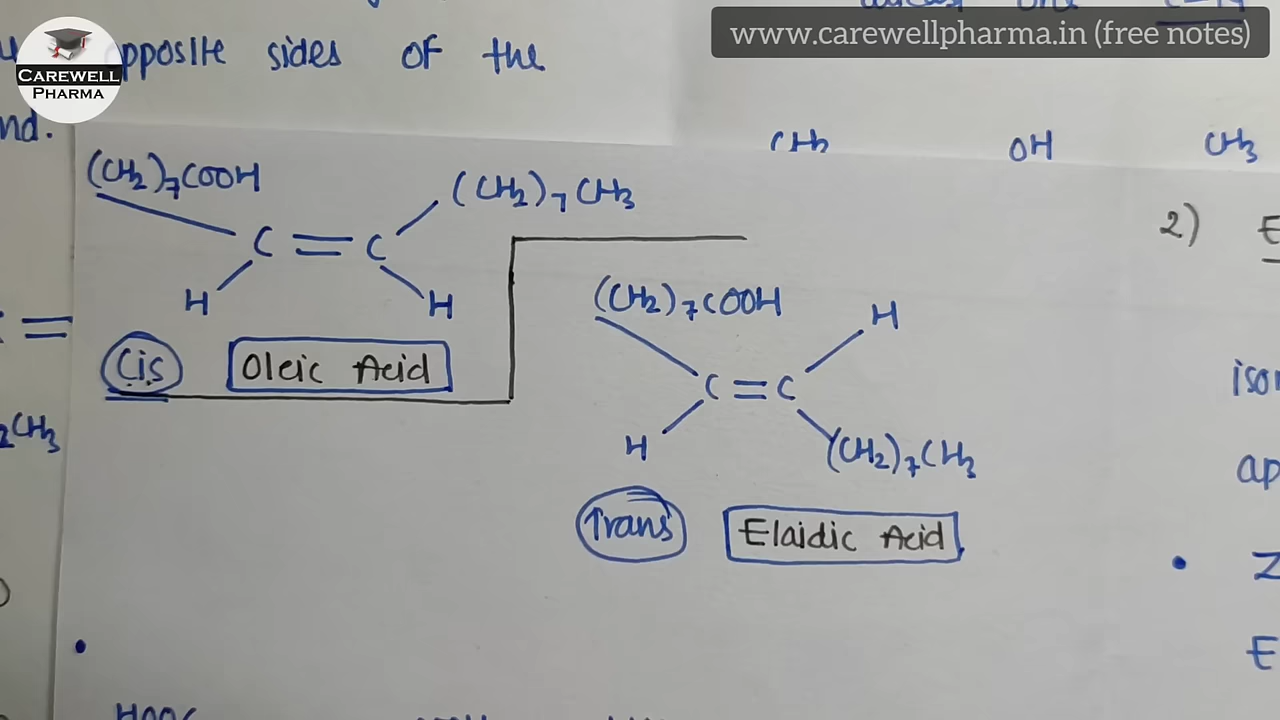 www.carewellpharma.in (free notes)
CAREWELL
PHARMA
opposite sides of the
nd.
CH3
OH
CH3
(CH2)7COOH
(CH2)7CH3
C = C
H
H
Cis
Oleic Acid
2)
(CH2)7COOH
H
C = C
H
(CH2)7CH3
Trans
Elaidic Acid
2CH3
=
• Z
E
•